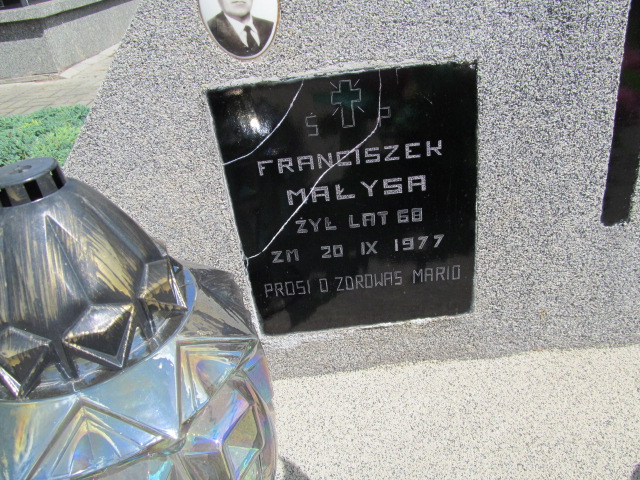 Ś P
FRANCISZEK
MAŁYSA
ŻYŁ LAT 68
ZM 20 IX 1977
PROSI O ZDROWAŚ MARIO